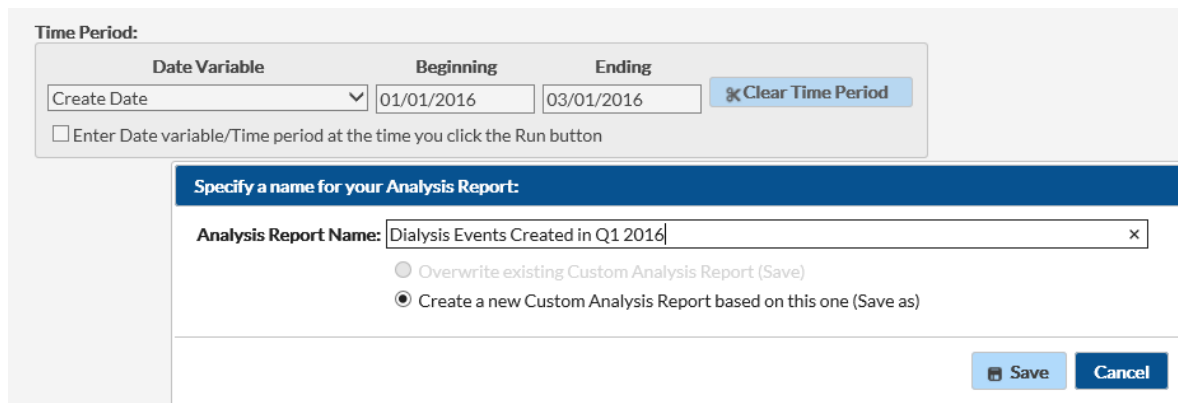 Time Period:
Date Variable Beginning Ending
Create Date 01/01/2016 03/01/2016 Clear Time Period
Enter Date variable/Time period at the time you click the Run button
Specify a name for your Analysis Report:
Analysis Report Name: Dialysis Events Created in Q1 2016 ×
Overwrite existing Custom Analysis Report (Save)
Create a new Custom Analysis Report based on this one (Save as)
Save Cancel